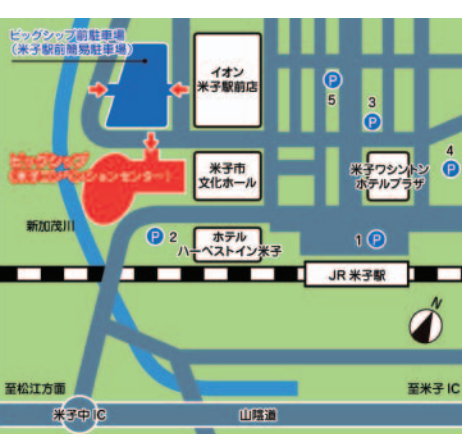 ビッグシップ前駐車場
（米子駅前簡易駐車場）
イオン
米子駅前店
P
5
3
P
4
P
ビッグシップ
（米子コンベンションセンター）
米子市
文化ホール
米子ワシントン
ホテルプラザ
新加茂川
P 2
ホテル
ハーベストイン米子
1 P
JR 米子駅
N
至松江方面
至米子 IC
米子中 IC
山陰道